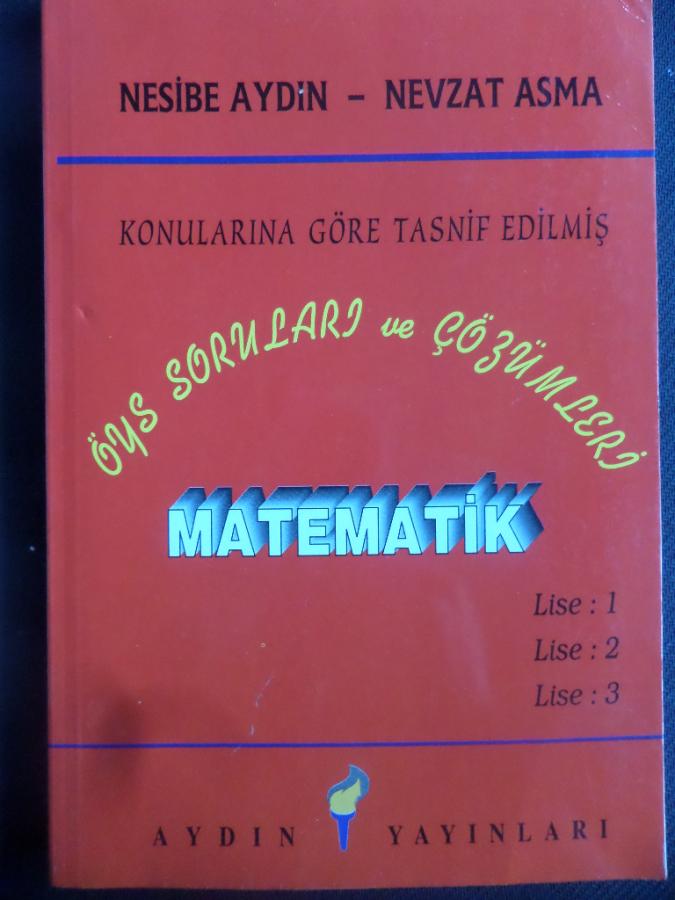 NESİBE AYDIN – NEVZAT ASMA
KONULARINA GÖRE TASNİF EDİLMİŞ
ÖYS SORULARI ve ÇÖZÜMLERİ
MATEMATİK
Lise : 1
Lise : 2
Lise : 3
AYDIN YAYINLARI